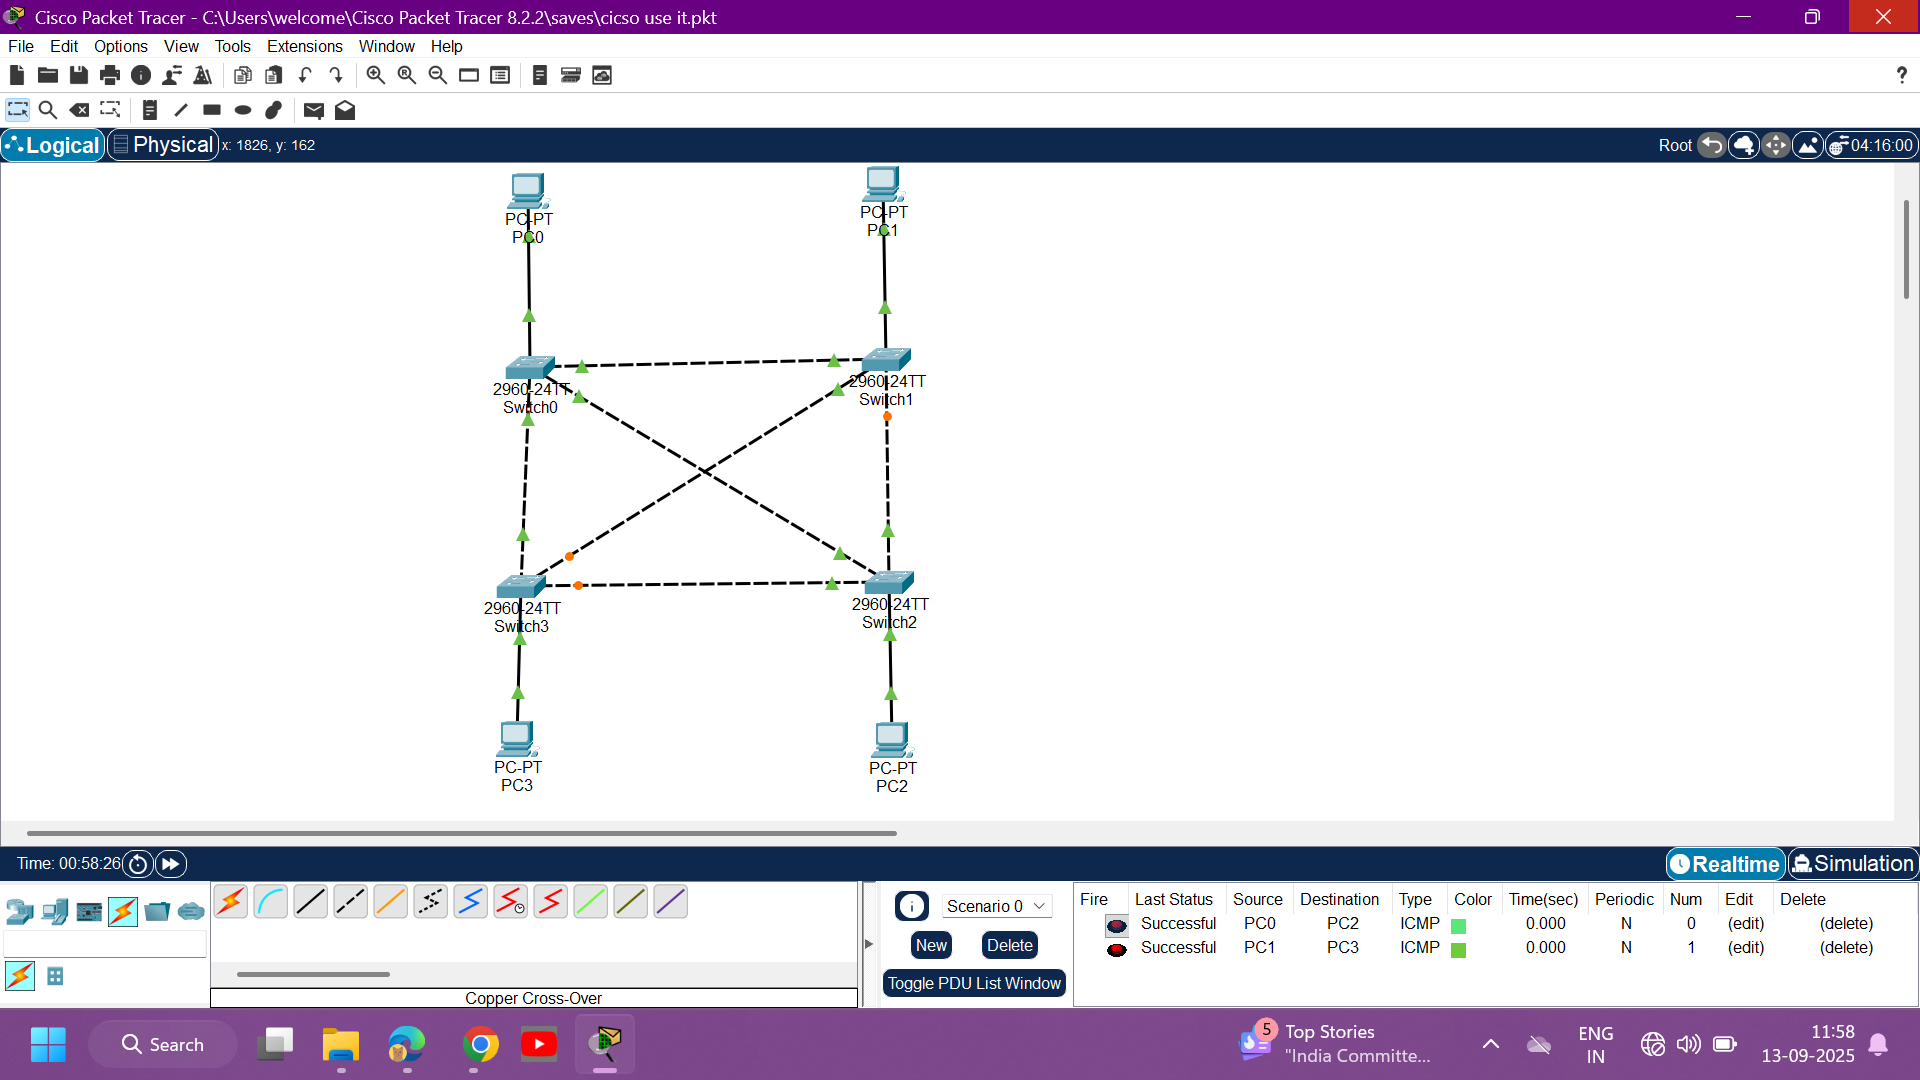 Cisco Packet Tracer - C:\Users\welcome\Cisco Packet Tracer 8.2.2\saves\cicso use it.pkt
File Edit Options View Tools Extensions Window Help
?
Logical Physical x: 1826, y: 162 Root 04:16:00
PC-PT
PC0
PC-PT
PC1
2960-24TT
Switch0
2960-24TT
Switch1
2960-24TT
Switch3
2960-24TT
Switch2
PC-PT
PC3
PC-PT
PC2
Time: 00:58:26 Realtime Simulation
Scenario 0
New Delete
Toggle PDU List Window
Copper Cross-Over
Fire Last Status Source Destination Type Color Time(sec) Periodic Num Edit Delete
Successful PC0 PC2 ICMP 0.000 N 0 (edit) (delete)
Successful PC1 PC3 ICMP 0.000 N 1 (edit) (delete)
Search
5
Top Stories
"India Committe...
ENG
IN
11:58
13-09-2025